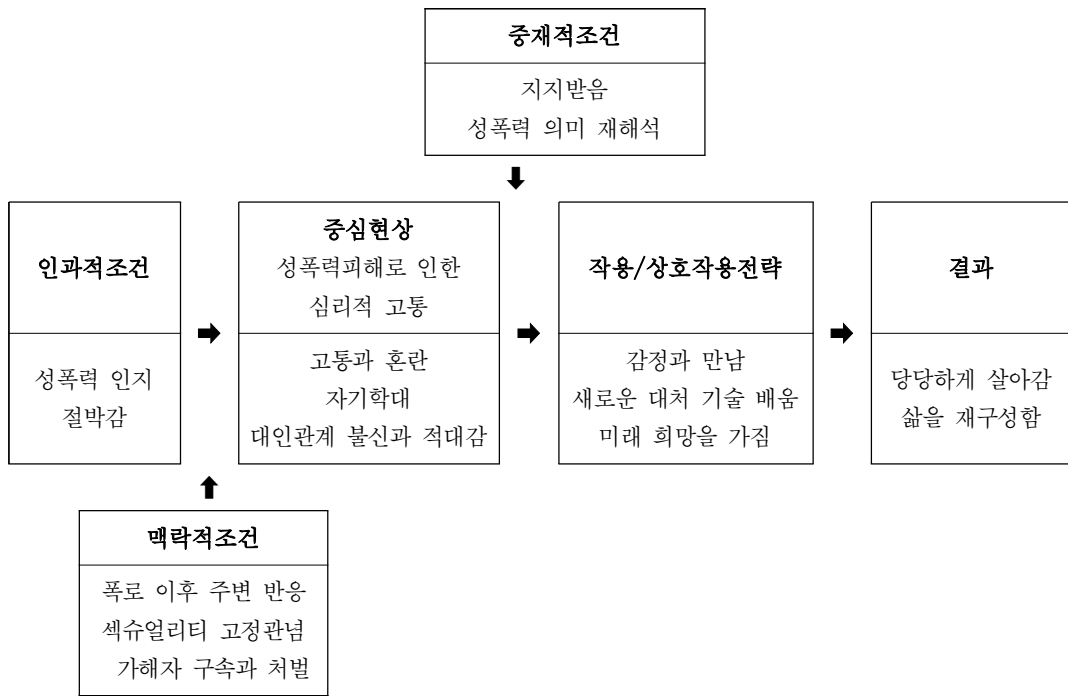 중재적조건
지지받음
성폭력 의미 재해석
인과적조건
성폭력 인지
절박감
중심현상
성폭력피해로 인한
심리적 고통
고통과 혼란
자기학대
대인관계 불신과 적대감
작용/상호작용전략
감정과 만남
새로운 대처 기술 배움
미래 희망을 가짐
결과
당당하게 살아감
삶을 재구성함
맥락적조건
폭로 이후 주변 반응
섹슈얼리티 고정관념
가해자 구속과 처벌